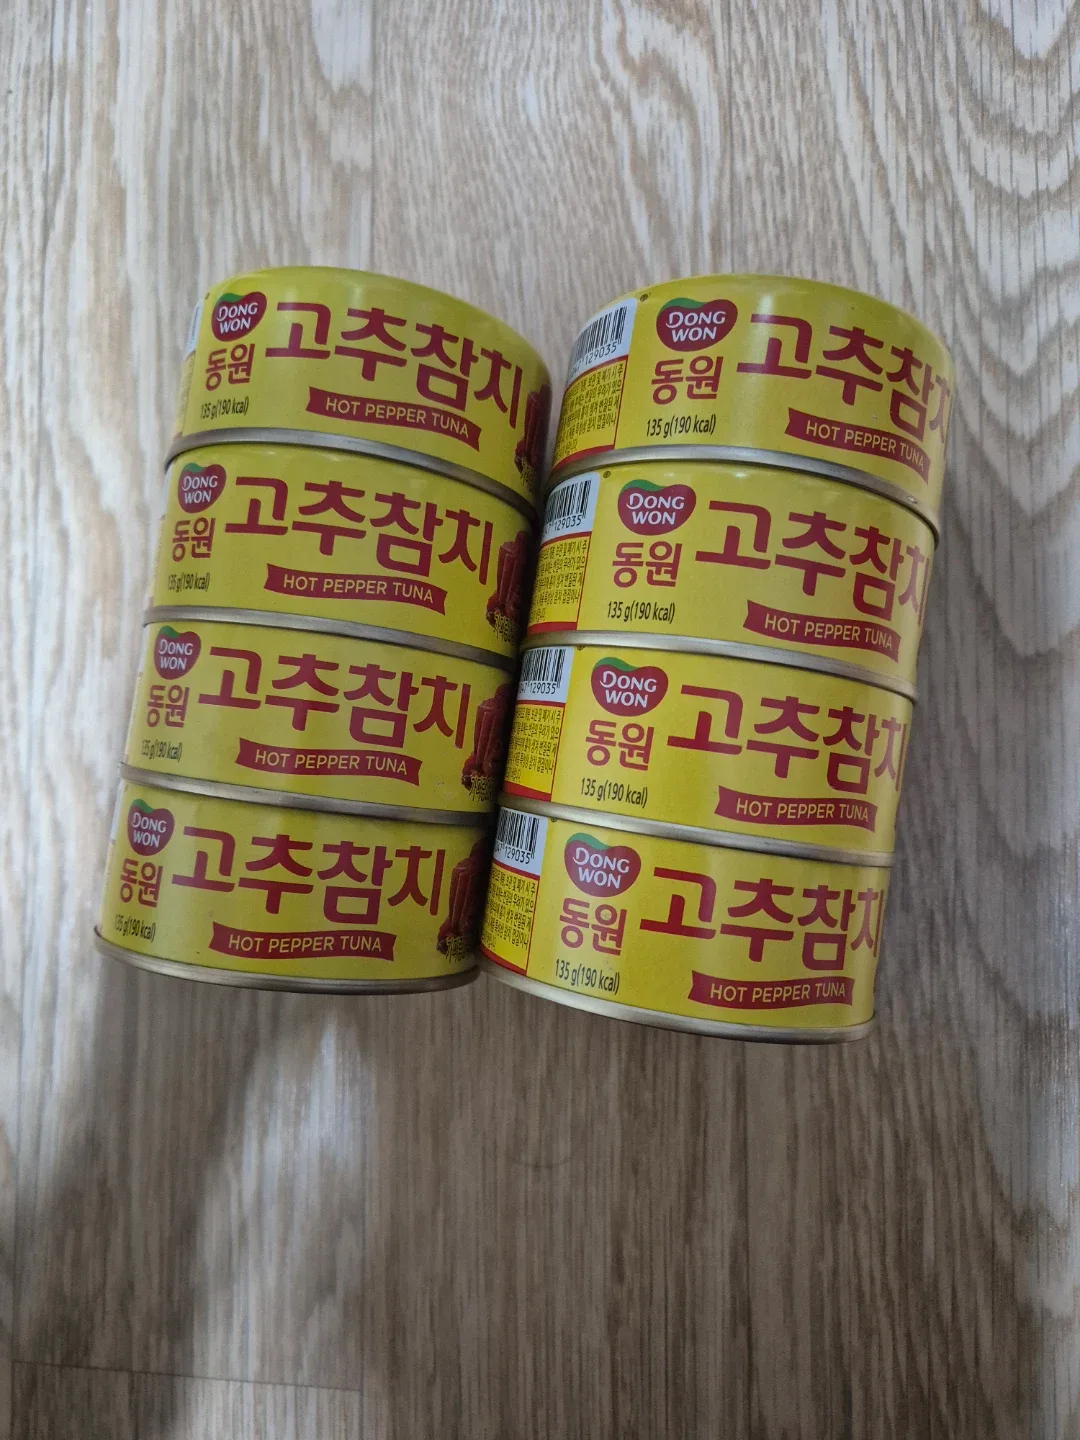 DONG
WON
동원
고추참치
135 g(190 kcal)
HOT PEPPER TUNA
DONG
WON
동원
고추참치
135 g(190 kcal)
HOT PEPPER TUNA
DONG
WON
동원
고추참치
135 g(190 kcal)
HOT PEPPER TUNA
DONG
WON
동원
고추참치
135 g(190 kcal)
HOT PEPPER TUNA
129035
DONG
WON
동원
고추참치
135 g(190 kcal)
HOT PEPPER TUNA
129035
DONG
WON
동원
고추참치
135 g(190 kcal)
HOT PEPPER TUNA
129035
DONG
WON
동원
고추참치
135 g(190 kcal)
HOT PEPPER TUNA
129035
DONG
WON
동원
고추참치
135 g(190 kcal)
HOT PEPPER TUNA